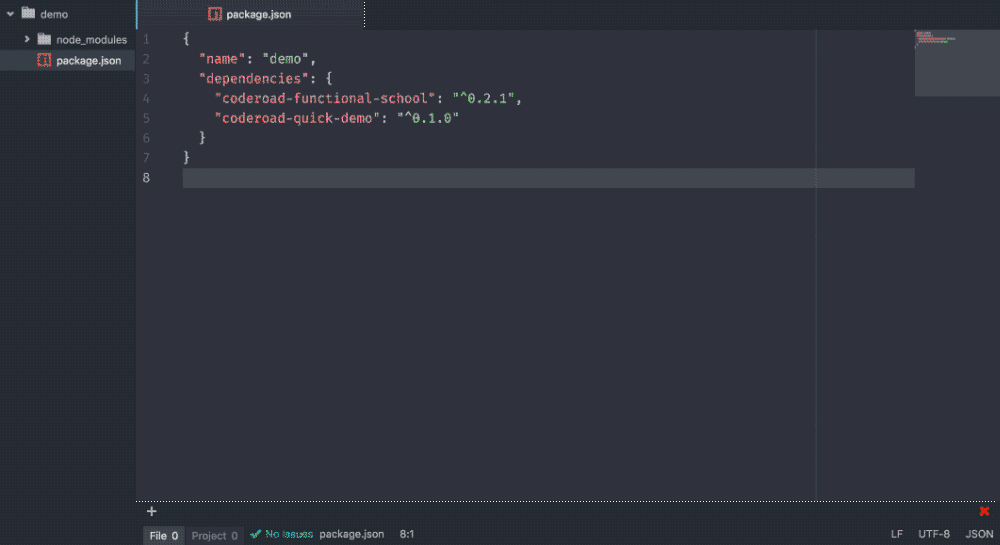 demo
node_modules
package.json
package.json
1 {
2 "name": "demo",
3 "dependencies": {
4 "coderoad-functional-school": "^0.2.1",
5 "coderoad-quick-demo": "^0.1.0"
6 }
7 }
8
+
File 0 Project 0 No Issues package.json 8:1 LF UTF-8 JSON